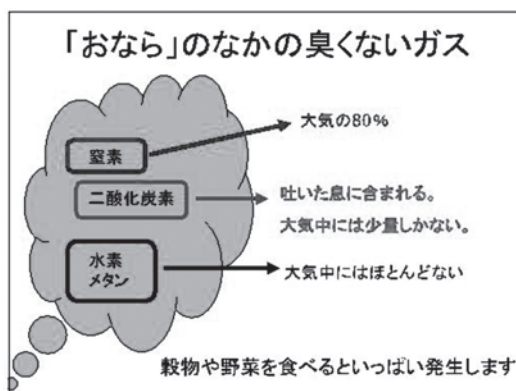 「おなら」のなかの臭くないガス
大気の80%
窒素
二酸化炭素
吐いた息に含まれる。
大気中には少量しかない。
水素
メタン
大気中にはほとんどない
穀物や野菜を食べるといっぱい発生します